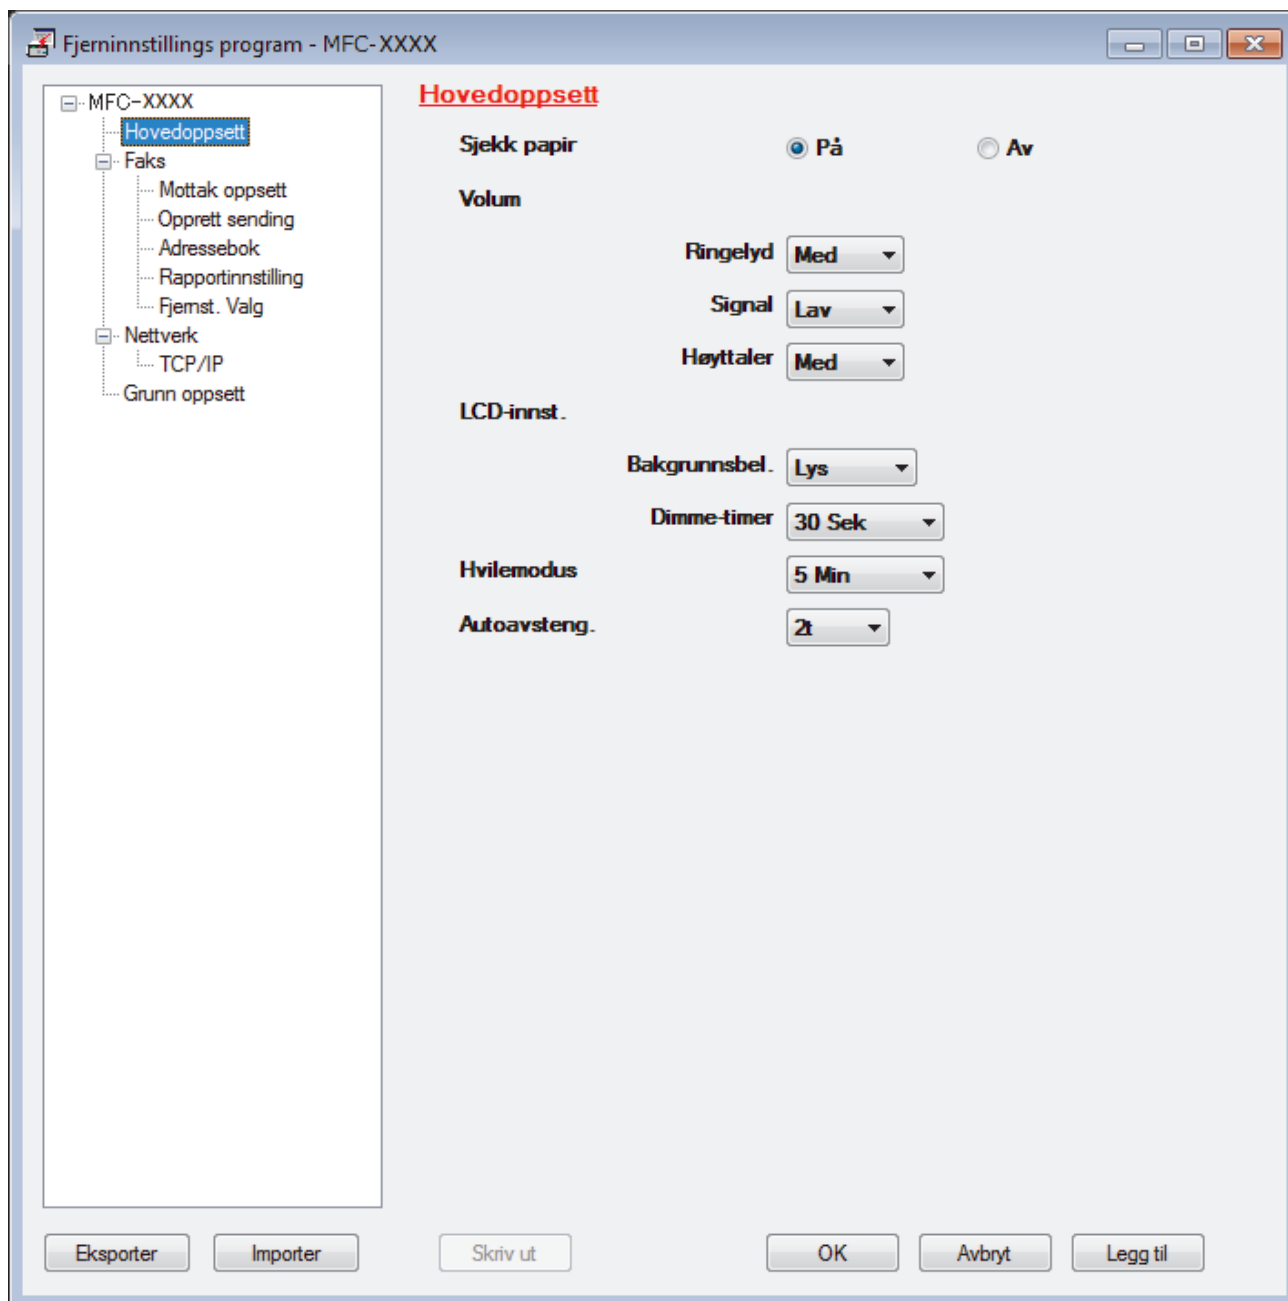 Fjerninnstillings program - MFC-XXXX
MFC-XXXX
Hovedoppsett
Faks
Mottak oppsett
Opprett sending
Adressebok
Rapportinnstilling
Fjernst. Valg
Nettverk
TCP/IP
Grunn oppsett
Hovedoppsett
Sjekk papir På Av
Volum
Ringelyd Med
Signal Lav
Høyttaler Med
LCD-innst.
Bakgrunnsbel. Lys
Dimme-timer 30 Sek
Hvilemodus 5 Min
Autoavsteng. 2t
Eksporter Importer Skriv ut OK Avbryt Legg til